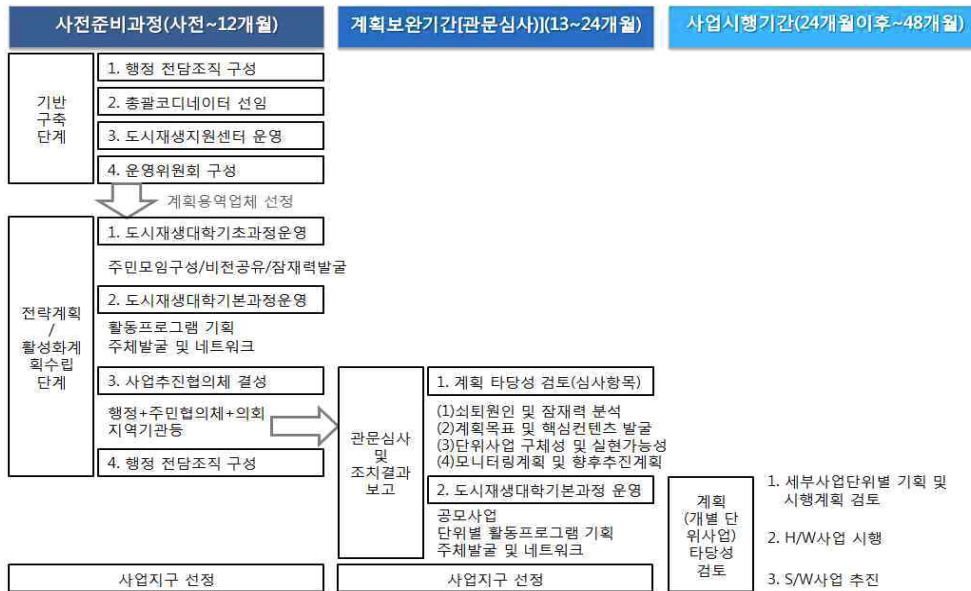 사전준비과정(사전~12개월)
계획보완기간[관문심사)](13~24개월)
사업시행기간(24개월이후~48개월)
기반
구축
단계
1. 행정 전담조직 구성
2. 총괄코디네이터 선임
3. 도시재생지원센터 운영
4. 운영위원회 구성
계획용역업체 선정
전략계획
/
활성화계
획수립
단계
1. 도시재생대학기초과정운영
주민모임구성/비전공유/잠재력발굴
2. 도시재생대학기본과정운영
활동프로그램 기획
주체발굴 및 네트워크
3. 사업추진협의체 결성
행정+주민협의체+의회
지역기관등
4. 행정 전담조직 구성
사업지구 선정
관문심사
및
조치결과
보고
1. 계획 타당성 검토(심사항목)
(1)쇠퇴원인 및 잠재력 분석
(2)계획목표 및 핵심컨텐츠 발굴
(3)단위사업 구체성 및 실현가능성
(4)모니터링계획 및 향후추진계획
2. 도시재생대학기본과정 운영
공모사업
단위별 활동프로그램 기획
주체발굴 및 네트워크
사업지구 선정
계획
(개별 단
위사업)
타당성
검토
1. 세부사업단위별 기획 및
시행계획 검토
2. H/W사업 시행
3. S/W사업 추진